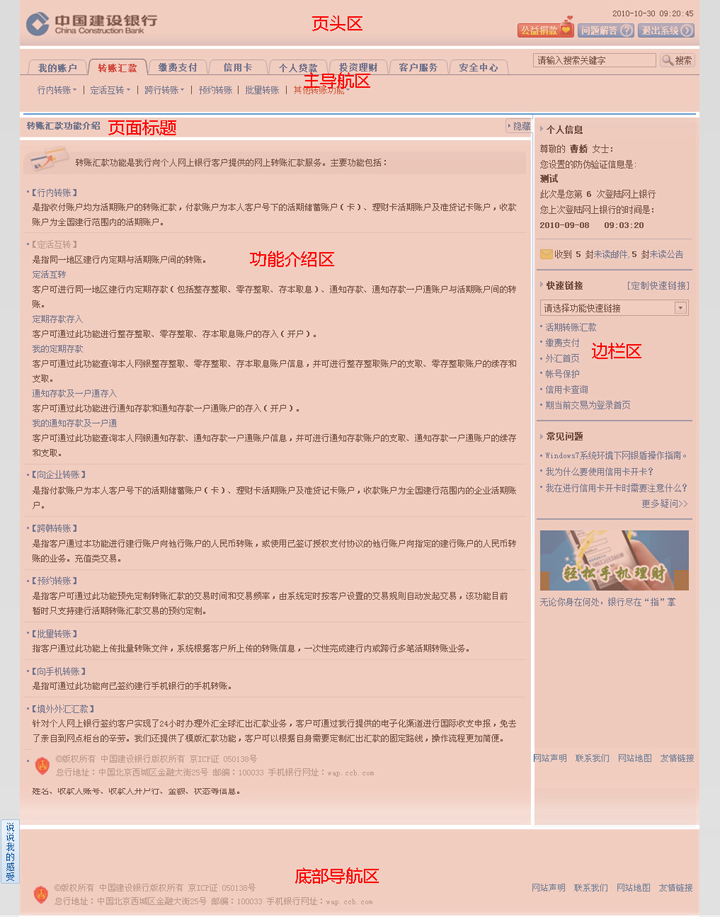 中国建设银行
China Construction Bank
页头区
2010-10-30 09:20:45
公益捐款 问题解答 退出系统
我的账户 转账汇款 缴费支付 信用卡 个人贷款 投资理财 客户服务 安全中心
请输入搜索关键字 搜索
主导航区
行内转账 | 定活互转 | 跨行转账 | 预约转账 | 批量转账 | 其他转账功能
转账汇款功能介绍 页面标题 隐藏
转账汇款功能是我行向个人网上银行客户提供的网上转账汇款服务。主要功能包括:
【行内转账】
是指收付账户均为活期账户的转账汇款,付款账户为本人客户号下的活期储蓄账户(卡)、理财卡活期账户及准贷记卡账户,收款
账户为全国建行范围内的活期账户。
【定活互转】
是指同一地区建行内定期与活期账户间的转账。
功能介绍区
定活互转
客户可进行同一地区建行内定期存款(包括整存整取、零存整取、存本取息)、通知存款、通知存款一户通账户与活期账户间的转
账。
定期存款存入
客户可通过此功能进行整存整取、零存整取、存本取息账户的存入(开户)。
我的定期存款
客户可通过此功能查询本人网银整存整取、零存整取、存本取息账户信息,并可进行整存整取账户的支取、零存整取账户的续存和
支取。
通知存款及一户通存入
客户可通过此功能进行通知存款和通知存款一户通账户的存入(开户)。
我的通知存款及一户通
客户可通过此功能查询本人网银通知存款、通知存款一户通账户信息,并可进行通知存款账户的支取、通知存款一户通账户的续存
和支取。
【向企业转账】
是指付款账户为本人客户号下的活期储蓄账户(卡)、理财卡活期账户及准贷记卡账户,收款账户为全国建行范围内的企业活期账
户。
【跨行转账】
是指客户通过本功能进行建行账户向他行账户的人民币转账,或使用已签订授权支付协议的他行账户向指定的建行账户的人民币转
账的业务。充值类交易。
【预约转账】
是指客户可通过此功能预先定制转账汇款的交易时间和交易频率,由系统定时按客户设置的交易规则自动发起交易,该功能目前
暂时只支持建行活期转账汇款交易的预约定制。
【批量转账】
指客户通过此功能上传批量转账文件,系统根据客户所上传的转账信息,一次性完成建行内或跨行多笔活期转账业务。
【向手机转账】
是指可通过此功能向已签约建行手机银行的手机转账。
【境外外汇汇款】
针对个人网上银行签约客户实现了24小时办理外汇全球汇出汇款业务,客户可通过我行提供的电子化渠道进行国际收支申报,免去
了亲自到网点柜台的辛劳。我们还提供了模版汇款功能,客户可以根据自身需要定制汇出汇款的固定路线,操作流程更加简便。
©版权所有 中国建设银行版权所有 京ICP证 050138号
总行地址:中国北京西城区金融大街25号 邮编:100033 手机银行网址:wap.ccb.com
姓名、收款人账号、收款人开户行、金额、状态等信息。
个人信息
尊敬的 曹娇 女士:
您设置的防伪验证信息是:
测试
此次是您第 6 次登陆网上银行
您上次登陆网上银行的时间是:
2010-09-08 09:03:20
收到 5 封未读邮件,5 封未读公告
快速链接 [定制快速链接]
请选择功能快速链接
活期转账汇款
缴费支付
外汇首页
帐号保护
信用卡查询
期当前交易为登录首页
边栏区
常见问题
Windows7系统环境下网银盾操作指南。
我为什么要使用信用卡开卡?
我在进行信用卡开卡时需要注意什么?
更多疑问>>
轻松手机理财
无论你身在何处,银行尽在“指”掌
网站声明 联系我们 网站地图 友情链接
说说我的感受
底部导航区
©版权所有 中国建设银行版权所有 京ICP证 050138号
总行地址:中国北京西城区金融大街25号 邮编:100033 手机银行网址:wap.ccb.com
网站声明 联系我们 网站地图 友情链接